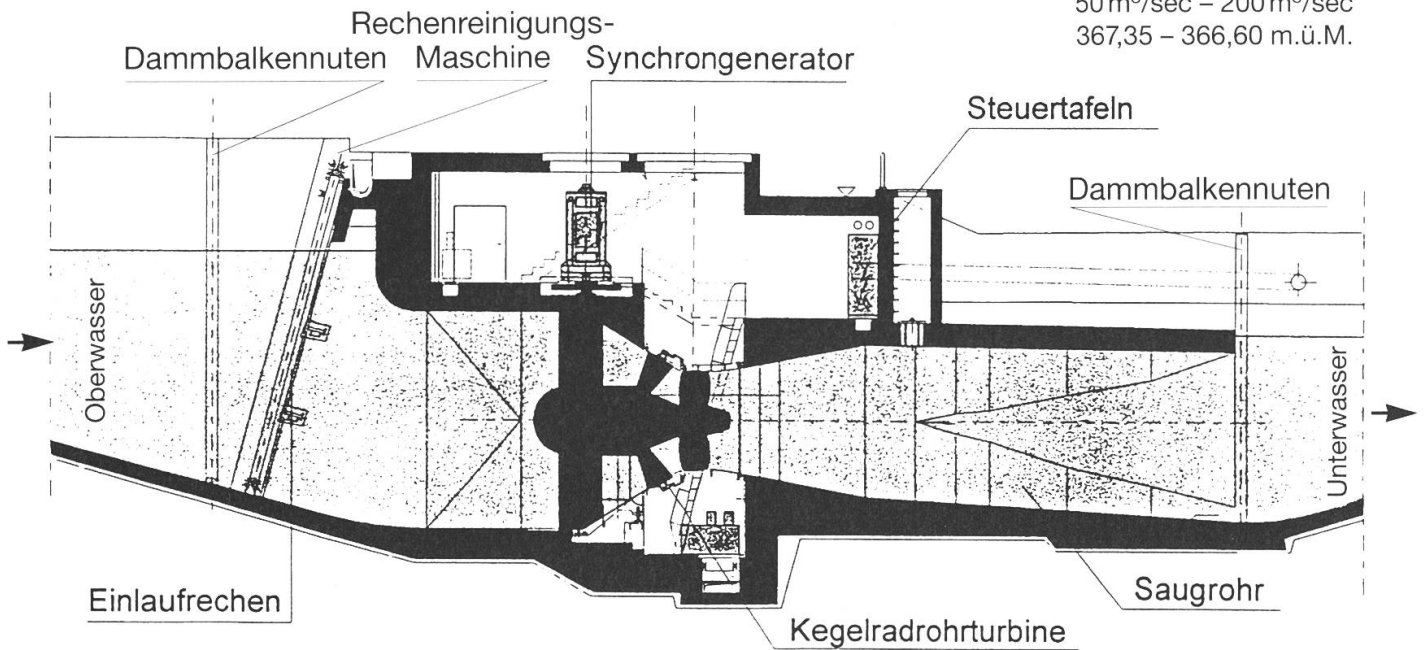 50 m³/sec – 200 m³/sec
367,35 – 366,60 m.ü.M.
Rechenreinigungs-
Dammbalkennuten Maschine Synchrongenerator
Steuertafeln
Dammbalkennuten
Oberwasser
Unterwasser
Einlaufrechen
Saugrohr
Kegelradrohrturbine